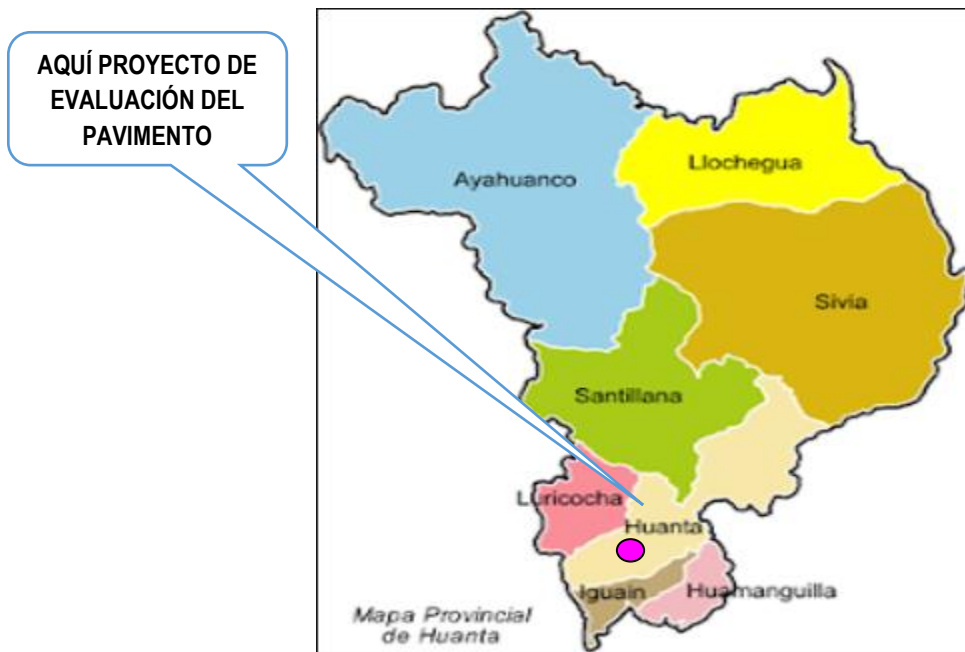 AQUÍ PROYECTO DE
EVALUACIÓN DEL
PAVIMENTO
Ayahuanco
Llochegua
Sivia
Santillana
Luricocha
Huanta
Iguain
Huamanguilla
Mapa Provincial
de Huanta